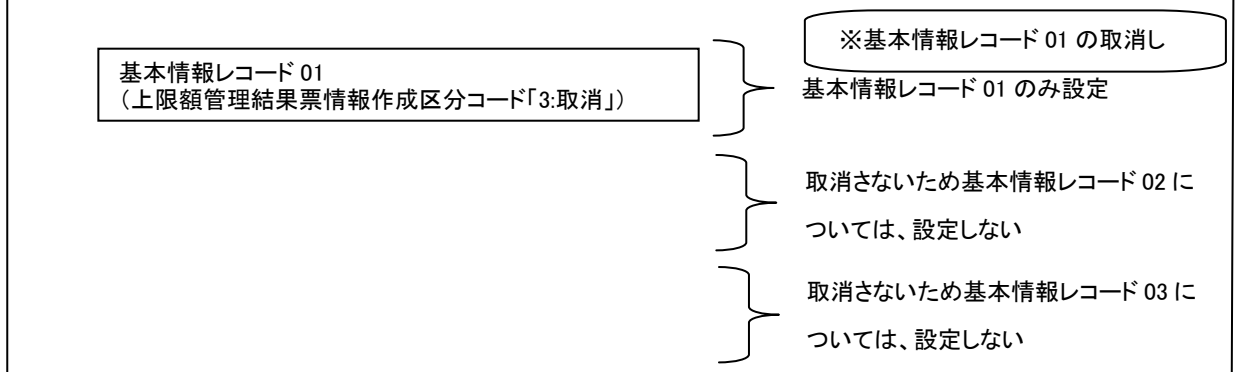 ※基本情報レコード 01 の取消し
基本情報レコード 01
（上限額管理結果票情報作成区分コード「3:取消」）
基本情報レコード 01 のみ設定
取消さないため基本情報レコード 02 に
ついては、設定しない
取消さないため基本情報レコード 03 に
ついては、設定しない